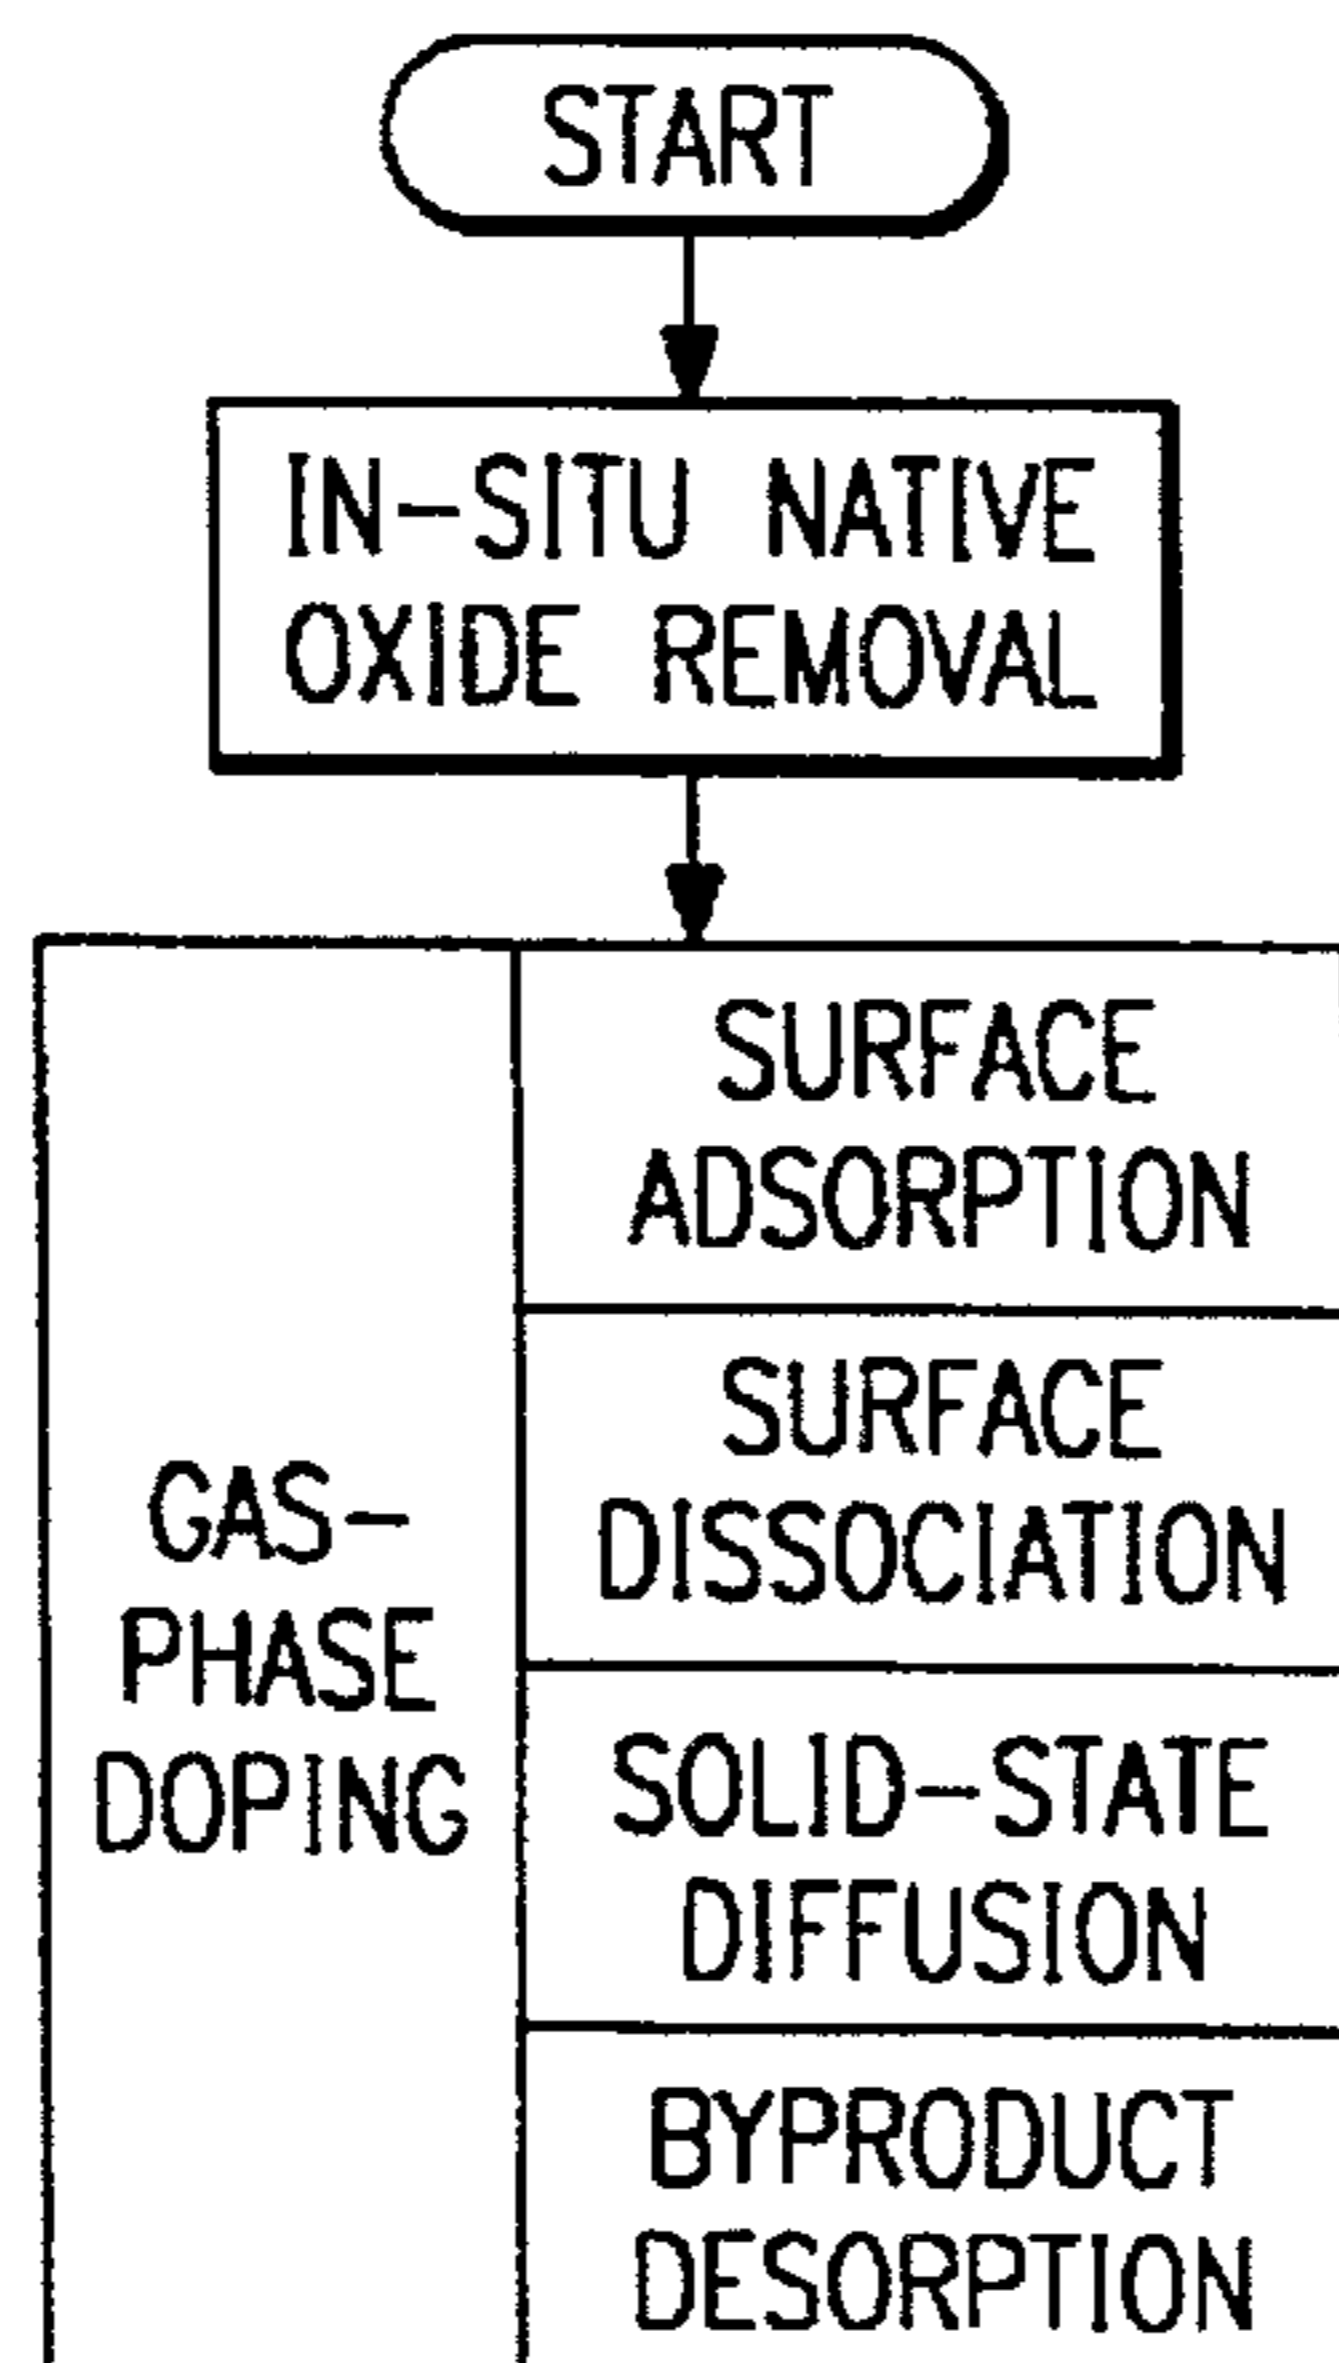 START
IN-SITU NATIVE
OXIDE REMOVAL
GAS-
PHASE
DOPING
SURFACE
ADSORPTION
SURFACE
DISSOCIATION
SOLID-STATE
DIFFUSION
BYPRODUCT
DESORPTION